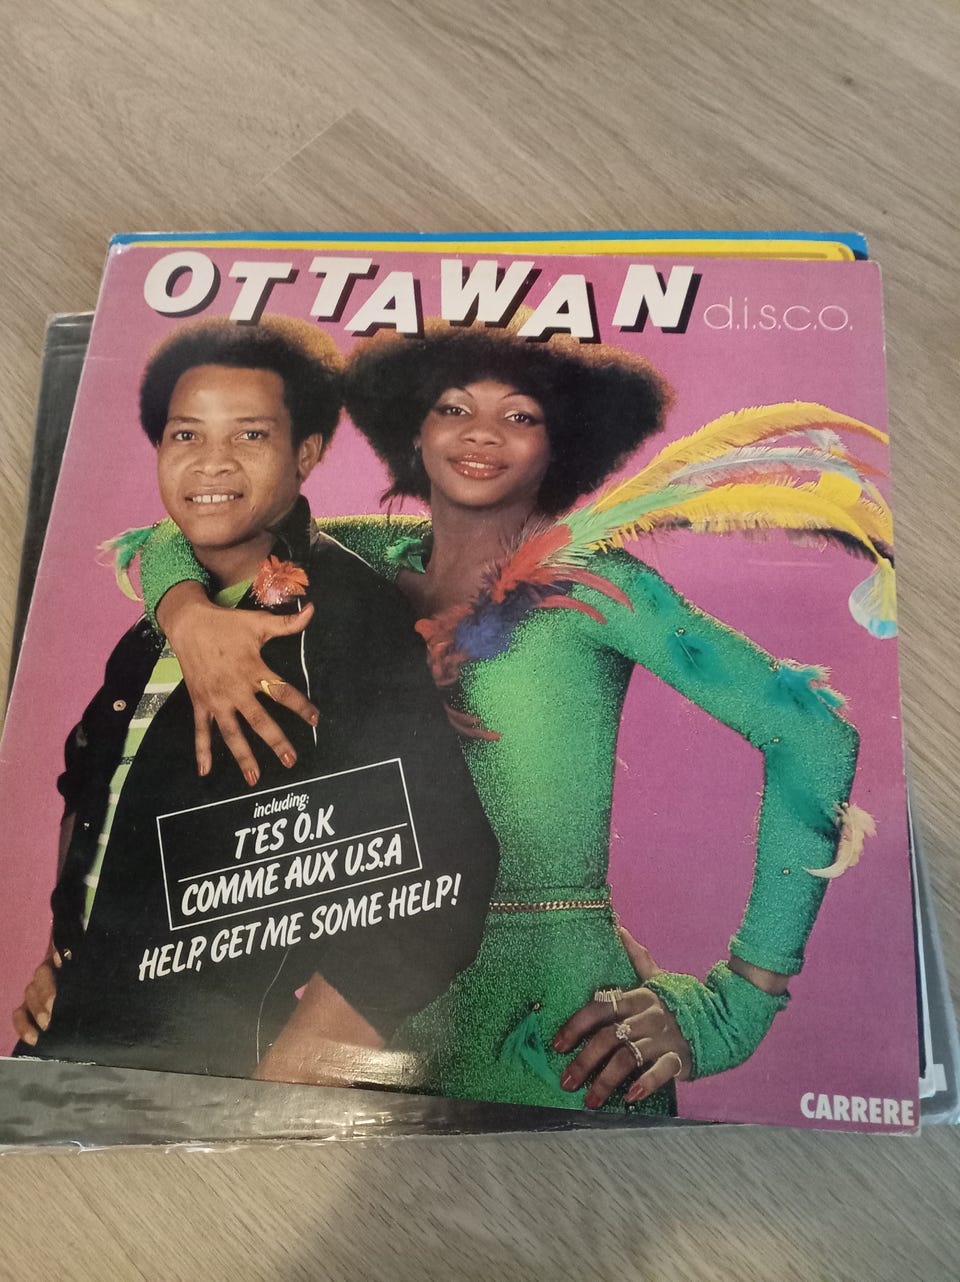 OTTAWAN d.i.s.c.o.
including:
T'ES O.K
COMME AUX U.S.A
HELP, GET ME SOME HELP!
CARRERE